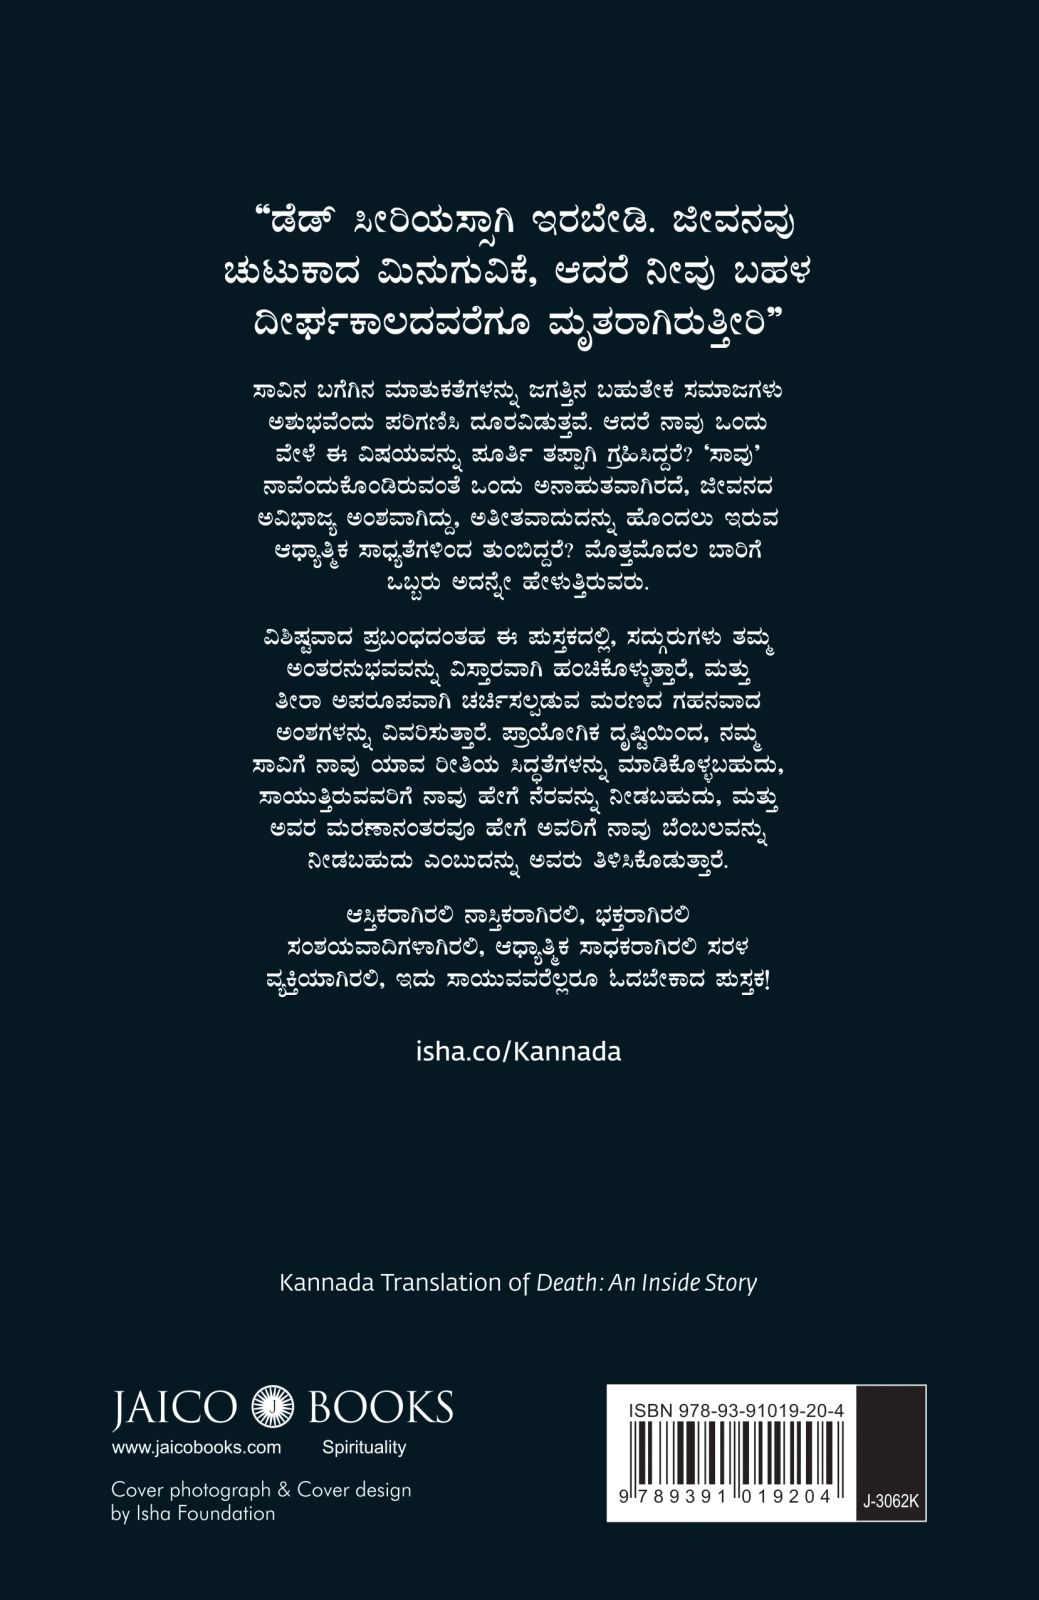 “ಡೆಡ್ ಸೀರಿಯಸ್ಸಾಗಿ ಇರಬೇಡಿ. ಜೀವನವು
ಚುಟುಕಾದ ಮಿನುಗುವಿಕೆ, ಆದರೆ ನೀವು ಬಹಳ
ದೀರ್ಘಕಾಲದವರೆಗೂ ಮೃತರಾಗಿರುತ್ತೀರಿ”
ಸಾವಿನ ಬಗೆಗಿನ ಮಾತುಕತೆಗಳನ್ನು ಜಗತ್ತಿನ ಬಹುತೇಕ ಸಮಾಜಗಳು
ಅಶುಭವೆಂದು ಪರಿಗಣಿಸಿ ದೂರವಿಡುತ್ತವೆ. ಆದರೆ ನಾವು ಒಂದು
ವೇಳೆ ಈ ವಿಷಯವನ್ನು ಪೂರ್ತಿ ತಪ್ಪಾಗಿ ಗ್ರಹಿಸಿದ್ದರೆ? ‘ಸಾವು’
ನಾವೆಂದುಕೊಂಡಿರುವಂತೆ ಒಂದು ಅನಾಹುತವಾಗಿರದೆ, ಜೀವನದ
ಅವಿಭಾಜ್ಯ ಅಂಶವಾಗಿದ್ದು, ಅತೀತವಾದುದನ್ನು ಹೊಂದಲು ಇರುವ
ಆಧ್ಯಾತ್ಮಿಕ ಸಾಧ್ಯತೆಗಳಿಂದ ತುಂಬಿದ್ದರೆ? ಮೊತ್ತಮೊದಲ ಬಾರಿಗೆ
ಒಬ್ಬರು ಅದನ್ನೇ ಹೇಳುತ್ತಿರುವರು.
ವಿಶಿಷ್ಟವಾದ ಪ್ರಬಂಧದಂತಹ ಈ ಪುಸ್ತಕದಲ್ಲಿ, ಸದ್ಗುರುಗಳು ತಮ್ಮ
ಅಂತರನುಭವವನ್ನು ವಿಸ್ತಾರವಾಗಿ ಹಂಚಿಕೊಳ್ಳುತ್ತಾರೆ, ಮತ್ತು
ತೀರಾ ಅಪರೂಪವಾಗಿ ಚರ್ಚಿಸಲ್ಪಡುವ ಮರಣದ ಗಹನವಾದ
ಅಂಶಗಳನ್ನು ವಿವರಿಸುತ್ತಾರೆ. ಪ್ರಾಯೋಗಿಕ ದೃಷ್ಟಿಯಿಂದ, ನಮ್ಮ
ಸಾವಿಗೆ ನಾವು ಯಾವ ರೀತಿಯ ಸಿದ್ಧತೆಗಳನ್ನು ಮಾಡಿಕೊಳ್ಳಬಹುದು,
ಸಾಯುತ್ತಿರುವವರಿಗೆ ನಾವು ಹೇಗೆ ನೆರವನ್ನು ನೀಡಬಹುದು, ಮತ್ತು
ಅವರ ಮರಣಾನಂತರವೂ ಹೇಗೆ ಅವರಿಗೆ ನಾವು ಬೆಂಬಲವನ್ನು
ನೀಡಬಹುದು ಎಂಬುದನ್ನು ಅವರು ತಿಳಿಸಿಕೊಡುತ್ತಾರೆ.
ಆಸ್ತಿಕರಾಗಿರಲಿ ನಾಸ್ತಿಕರಾಗಿರಲಿ, ಭಕ್ತರಾಗಿರಲಿ
ಸಂಶಯವಾದಿಗಳಾಗಿರಲಿ, ಆಧ್ಯಾತ್ಮಿಕ ಸಾಧಕರಾಗಿರಲಿ ಸರಳ
ವ್ಯಕ್ತಿಯಾಗಿರಲಿ, ಇದು ಸಾಯುವವರೆಲ್ಲರೂ ಓದಬೇಕಾದ ಪುಸ್ತಕ!
isha.co/Kannada
Kannada Translation of Death: An Inside Story
JAICO J BOOKS
www.jaicobooks.com Spirituality
Cover photograph & Cover design
by Isha Foundation
ISBN 978-93-91019-20-4
9 789391 019204
J-3062K